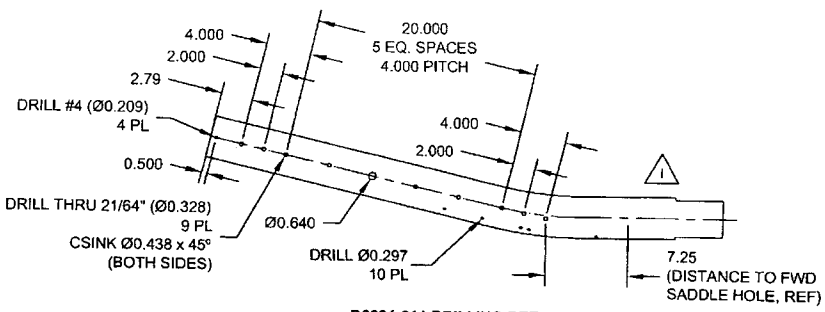 20.000
5 EQ. SPACES
4.000 PITCH
4.000
2.000
2.79
DRILL #4 (Ø0.209)
4 PL
0.500
DRILL THRU 21/64" (Ø0.328)
9 PL
CSINK Ø0.438 x 45°
(BOTH SIDES)
Ø0.640
DRILL Ø0.297
10 PL
4.000
2.000
1
7.25
(DISTANCE TO FWD
SADDLE HOLE, REF)